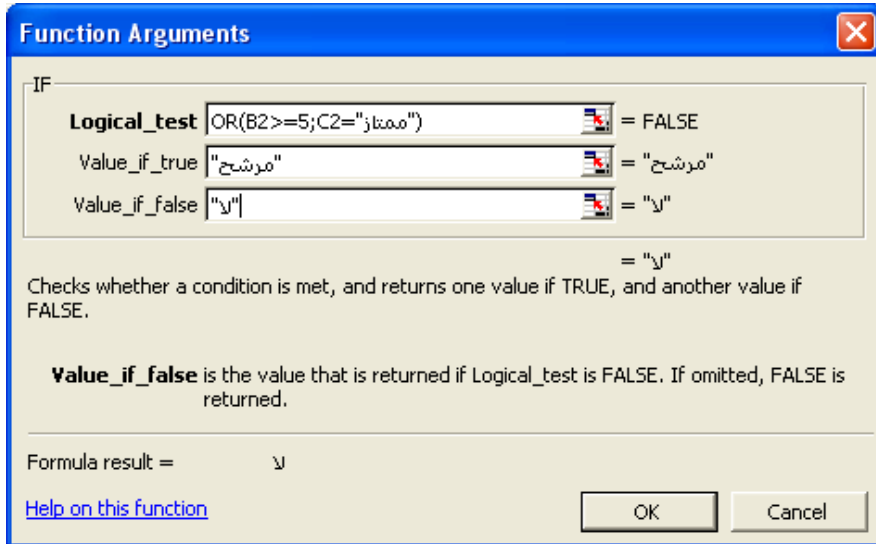 Function Arguments
IF
Logical_test OR(B2>=5;C2="ممتاز") = FALSE
Value_if_true "مرشح" = "مرشح"
Value_if_false "لا" = "لا"
= "لا"
Checks whether a condition is met, and returns one value if TRUE, and another value if
FALSE.
Value_if_false is the value that is returned if Logical_test is FALSE. If omitted, FALSE is
returned.
Formula result = لا
Help on this function OK Cancel